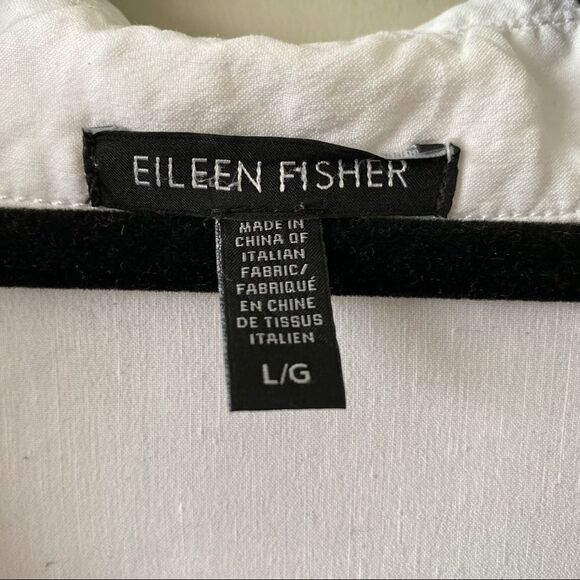 EILEEN FISHER
MADE IN
CHINA OF
ITALIAN
FABRIC/
FABRIQUÉ
EN CHINE
DE TISSUS
ITALIEN
L/G